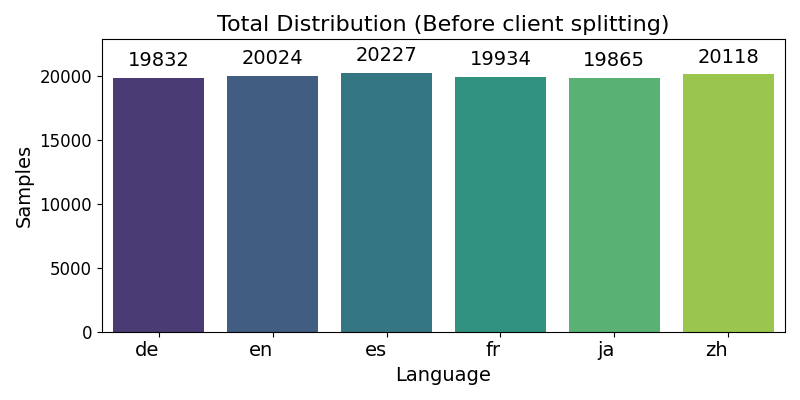 Total Distribution (Before client splitting)
19832 20024 20227 19934 19865 20118
20000
15000
10000
5000
0
Samples
de en es fr ja zh
Language